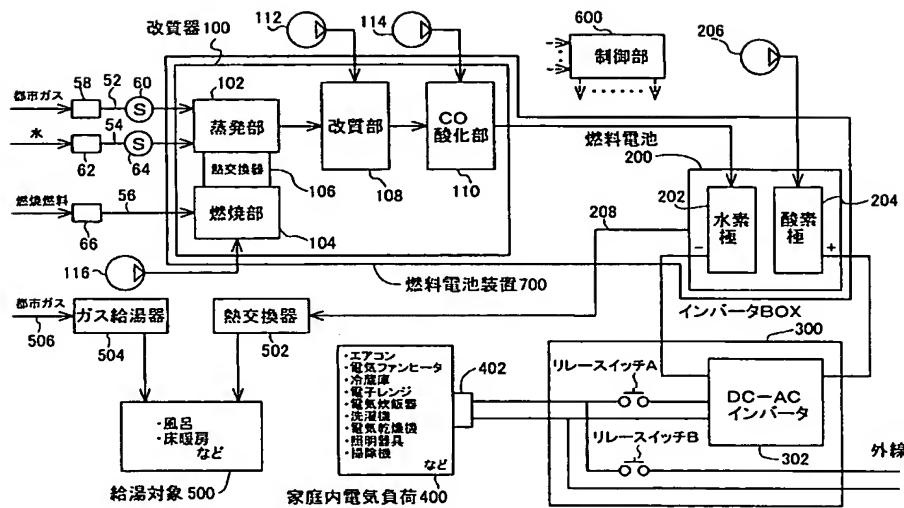 改質器100
112
114
600
制御部
206
都市ガス
58
52
60
S
102
蒸発部
改質部
108
CO
酸化部
110
水
62
54
64
S
熱交換器
106
燃焼燃料
66
56
燃焼部
104
116
燃料電池
200
202
水素極
−
酸素極
+
204
208
燃料電池装置700
都市ガス
506
ガス給湯器
504
熱交換器
502
インバータBOX
300
・風呂
・床暖房
など
給湯対象500
・エアコン
・電気ファンヒータ
・冷蔵庫
・電子レンジ
・電気炊飯器
・洗濯機
・電気乾燥機
・照明器具
・掃除機
など
402
400
家庭内電気負荷400
リレースイッチA
リレースイッチB
DC−AC
インバータ
302
外線